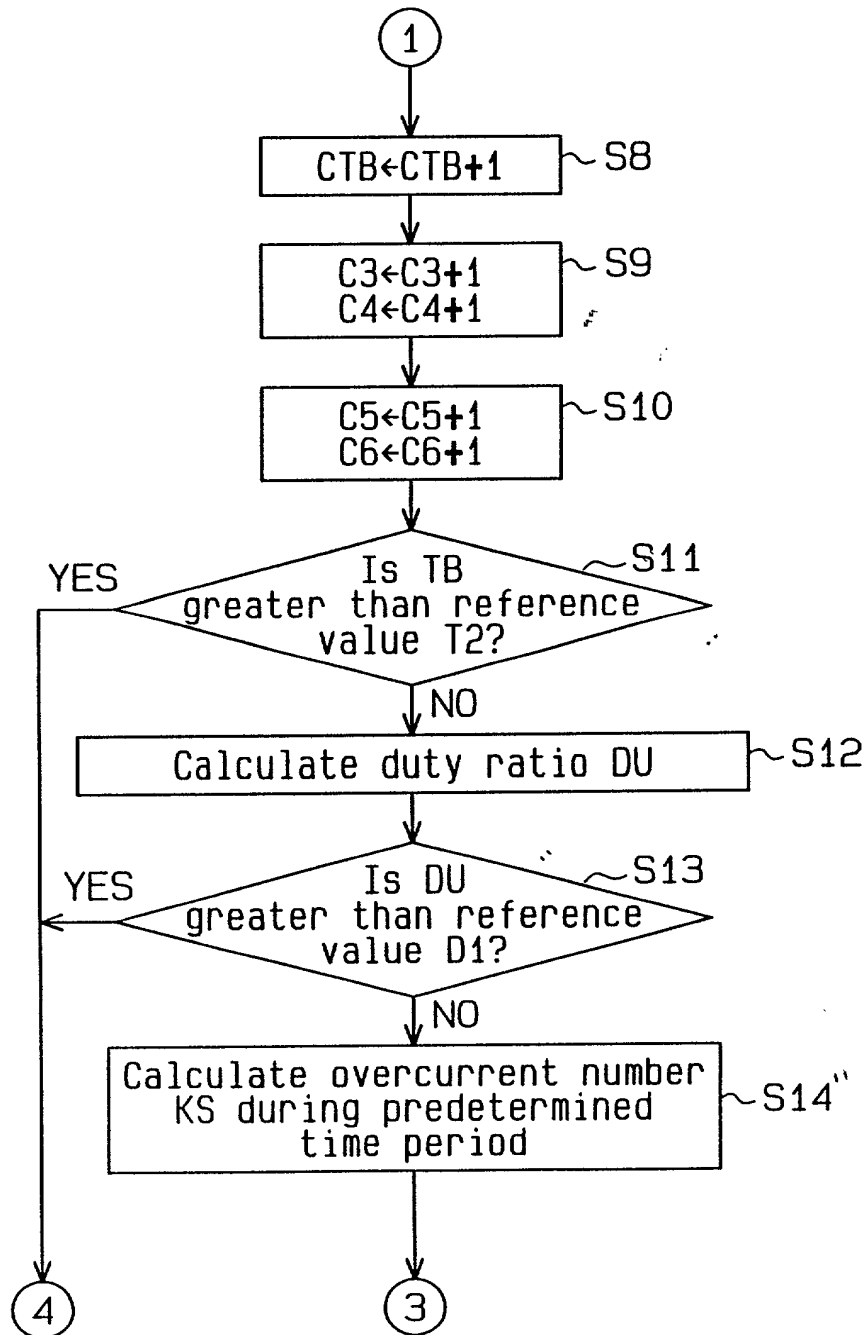 1
CTB←CTB+1
S8
C3←C3+1
C4←C4+1
S9
C5←C5+1
C6←C6+1
S10
YES
Is TB
greater than reference
value T2?
S11
NO
Calculate duty ratio DU
S12
YES
Is DU
greater than reference
value D1?
S13
NO
Calculate overcurrent number
KS during predetermined
time period
S14"
4
3